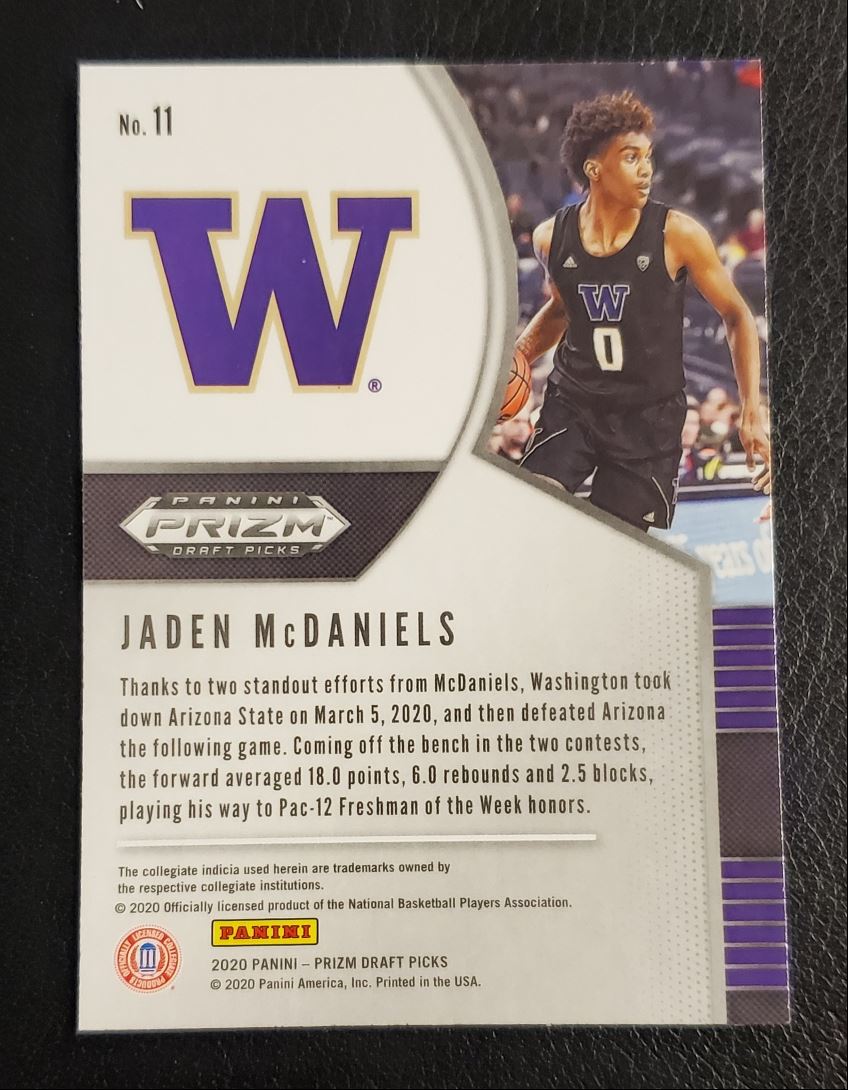 No. 11
W
®
W
0
PANINI
PRIZM
DRAFT PICKS
JADEN McDANIELS
Thanks to two standout efforts from McDaniels, Washington took
down Arizona State on March 5, 2020, and then defeated Arizona
the following game. Coming off the bench in the two contests,
the forward averaged 18.0 points, 6.0 rebounds and 2.5 blocks,
playing his way to Pac-12 Freshman of the Week honors.
The collegiate indicia used herein are trademarks owned by
the respective collegiate institutions.
© 2020 Officially licensed product of the National Basketball Players Association.
OFFICIALLY LICENSED COLLEGIATE PRODUCTS
PANINI
2020 PANINI – PRIZM DRAFT PICKS
© 2020 Panini America, Inc. Printed in the USA.